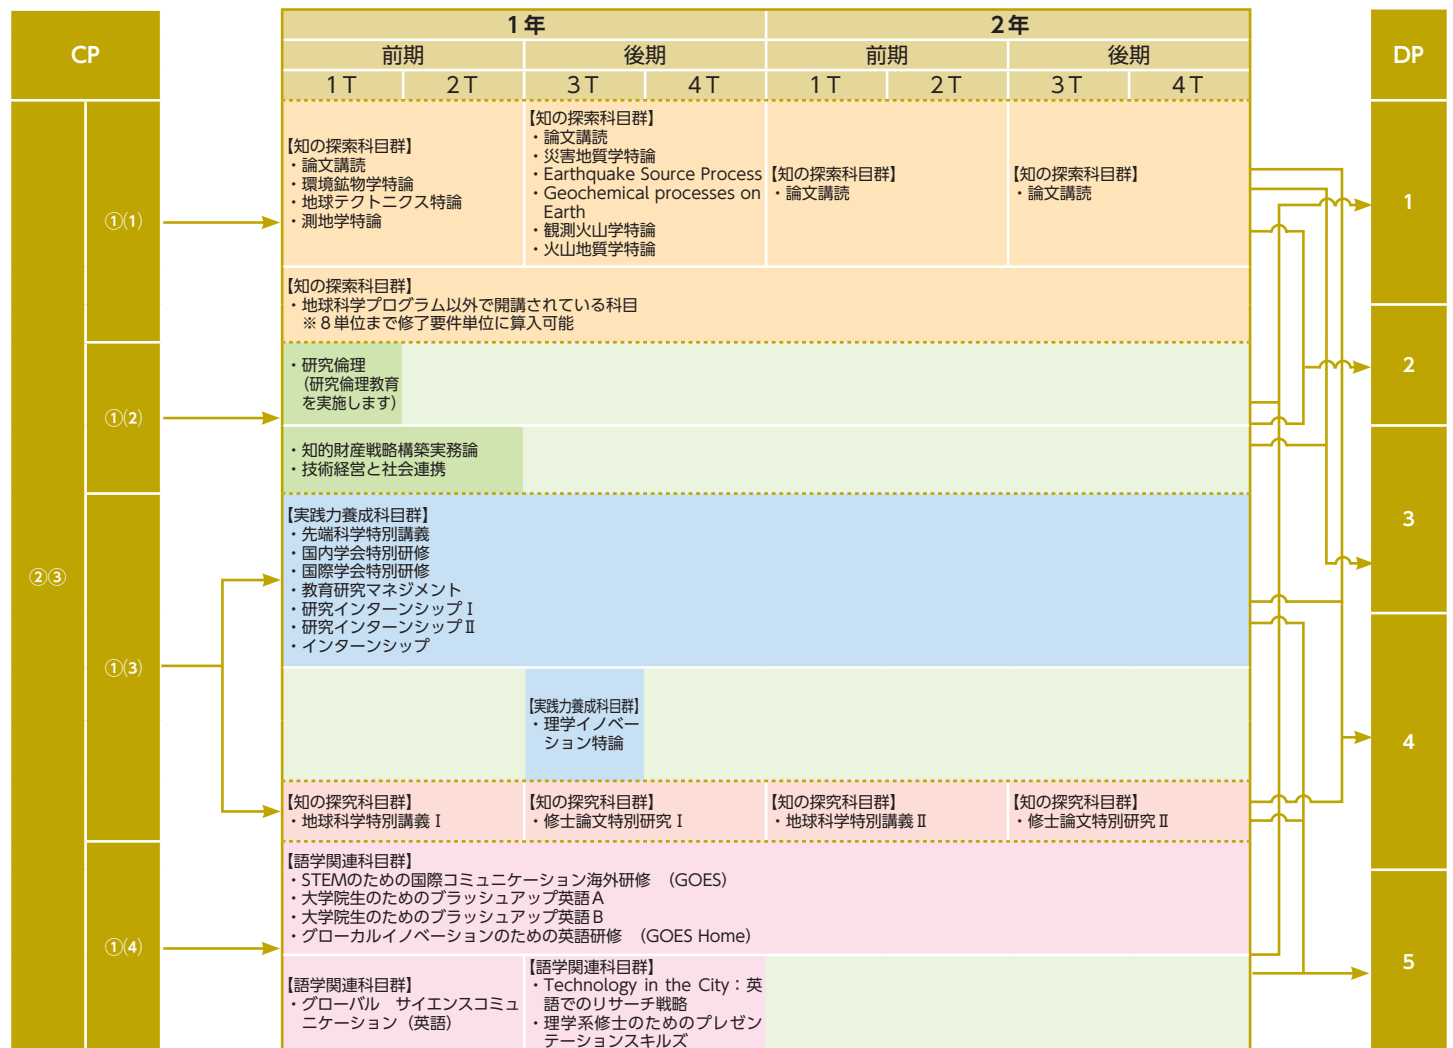 CP
1年
2年
DP
前期
後期
前期
後期
1T
2T
3T
4T
1T
2T
3T
4T
②③
①⑴
①⑵
①⑶
①⑷
【知の探索科目群】
・論文講読
・環境鉱物学特論
・地球テクトニクス特論
・測地学特論
【知の探索科目群】
・論文講読
・災害地質学特論
・Earthquake Source Process
・Geochemical processes on
Earth
・観測火山学特論
・火山地質学特論
【知の探索科目群】
・論文講読
【知の探索科目群】
・論文講読
【知の探索科目群】
・地球科学プログラム以外で開講されている科目
※８単位まで修了要件単位に算入可能
・研究倫理
（研究倫理教育
を実施します）
・知的財産戦略構築実務論
・技術経営と社会連携
【実践力養成科目群】
・先端科学特別講義
・国内学会特別研修
・国際学会特別研修
・教育研究マネジメント
・研究インターンシップⅠ
・研究インターンシップⅡ
・インターンシップ
【実践力養成科目群】
・理学イノベー
ション特論
【知の探究科目群】
・地球科学特別講義Ⅰ
【知の探究科目群】
・修士論文特別研究Ⅰ
【知の探究科目群】
・地球科学特別講義Ⅱ
【知の探究科目群】
・修士論文特別研究Ⅱ
【語学関連科目群】
・STEMのための国際コミュニケーション海外研修　（GOES）
・大学院生のためのブラッシュアップ英語A
・大学院生のためのブラッシュアップ英語B
・グローカルイノベーションのための英語研修　（GOES Home）
【語学関連科目群】
・グローバル　サイエンスコミュ
ニケーション（英語）
【語学関連科目群】
・Technology in the City：英
語でのリサーチ戦略
・理学系修士のためのプレゼン
テーションスキルズ
1
2
3
4
5